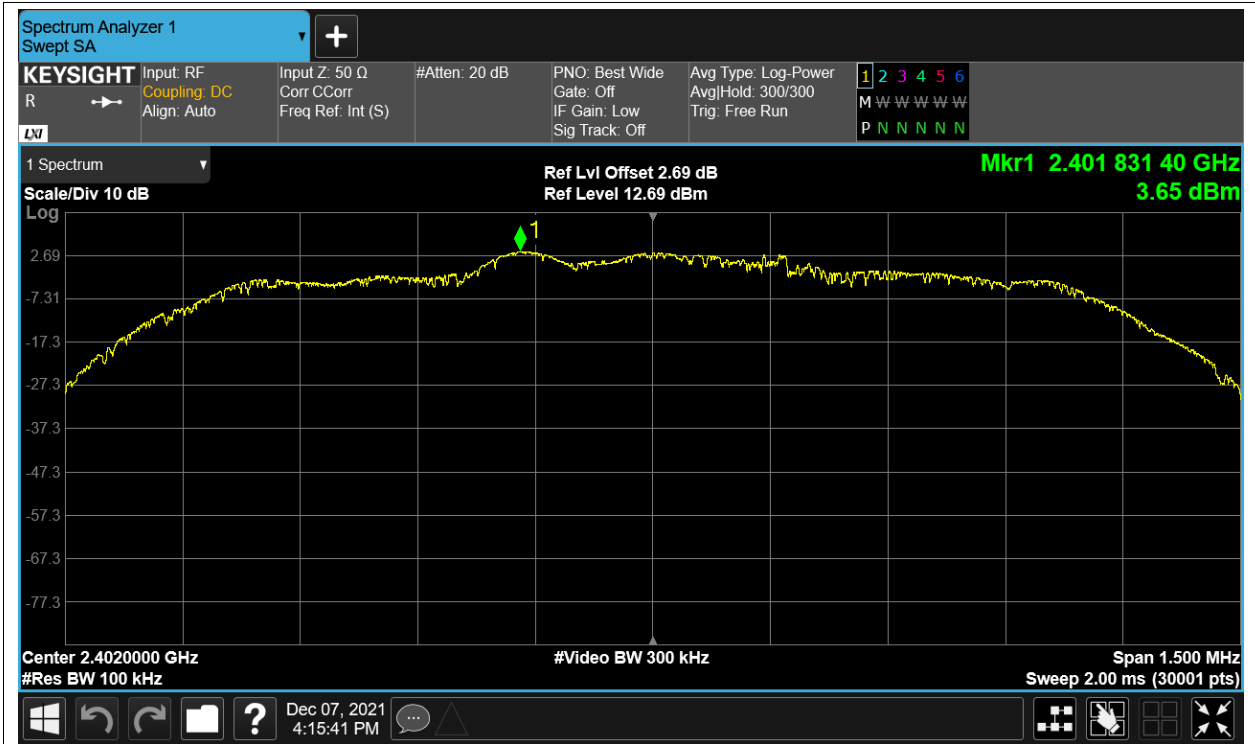 Spectrum Analyzer 1
Swept SA
KEYSIGHT
R
LXI
Input: RF
Coupling: DC
Align: Auto
Input Z: 50 Ω
Corr CCorr
Freq Ref: Int (S)
#Atten: 20 dB
PNO: Best Wide
Gate: Off
IF Gain: Low
Sig Track: Off
Avg Type: Log-Power
Avg|Hold: 300/300
Trig: Free Run
1 2 3 4 5 6
M W W W W W
P N N N N N
1 Spectrum
Scale/Div 10 dB
Log
Ref Lvl Offset 2.69 dB
Ref Level 12.69 dBm
Mkr1 2.401 831 40 GHz
3.65 dBm
1
2.69
-7.31
-17.3
-27.3
-37.3
-47.3
-57.3
-67.3
-77.3
Center 2.4020000 GHz
#Res BW 100 kHz
#Video BW 300 kHz
Span 1.500 MHz
Sweep 2.00 ms (30001 pts)
?
Dec 07, 2021
4:15:41 PM